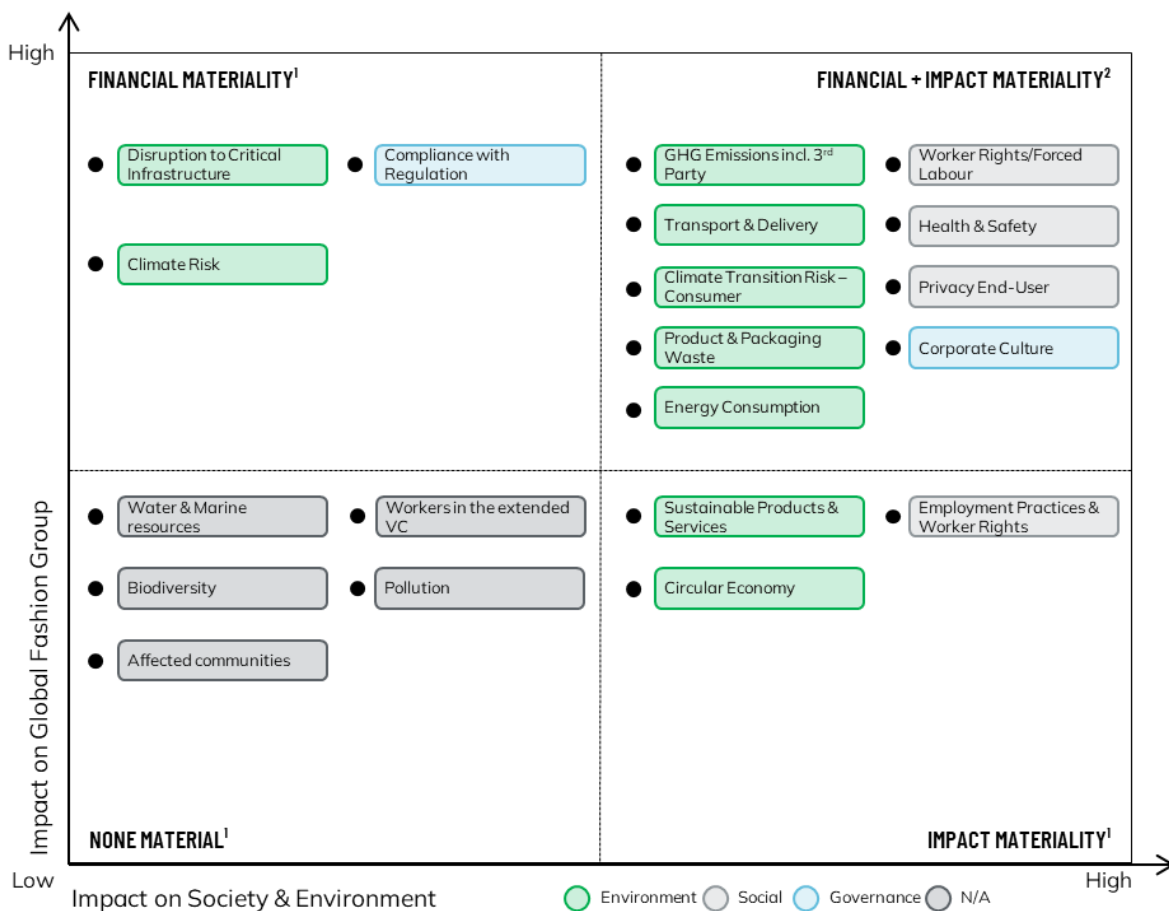 High
FINANCIAL MATERIALITY¹
FINANCIAL + IMPACT MATERIALITY²
Disruption to Critical
Infrastructure
Compliance with
Regulation
Climate Risk
GHG Emissions incl. 3ʳᵈ
Party
Worker Rights/Forced
Labour
Transport & Delivery
Health & Safety
Climate Transition Risk –
Consumer
Privacy End-User
Product & Packaging
Waste
Corporate Culture
Energy Consumption
Impact on Global Fashion Group
Water & Marine
resources
Workers in the extended
VC
Biodiversity
Pollution
Affected communities
Sustainable Products &
Services
Employment Practices &
Worker Rights
Circular Economy
NONE MATERIAL¹
IMPACT MATERIALITY¹
Low
High
Impact on Society & Environment
Environment
Social
Governance
N/A